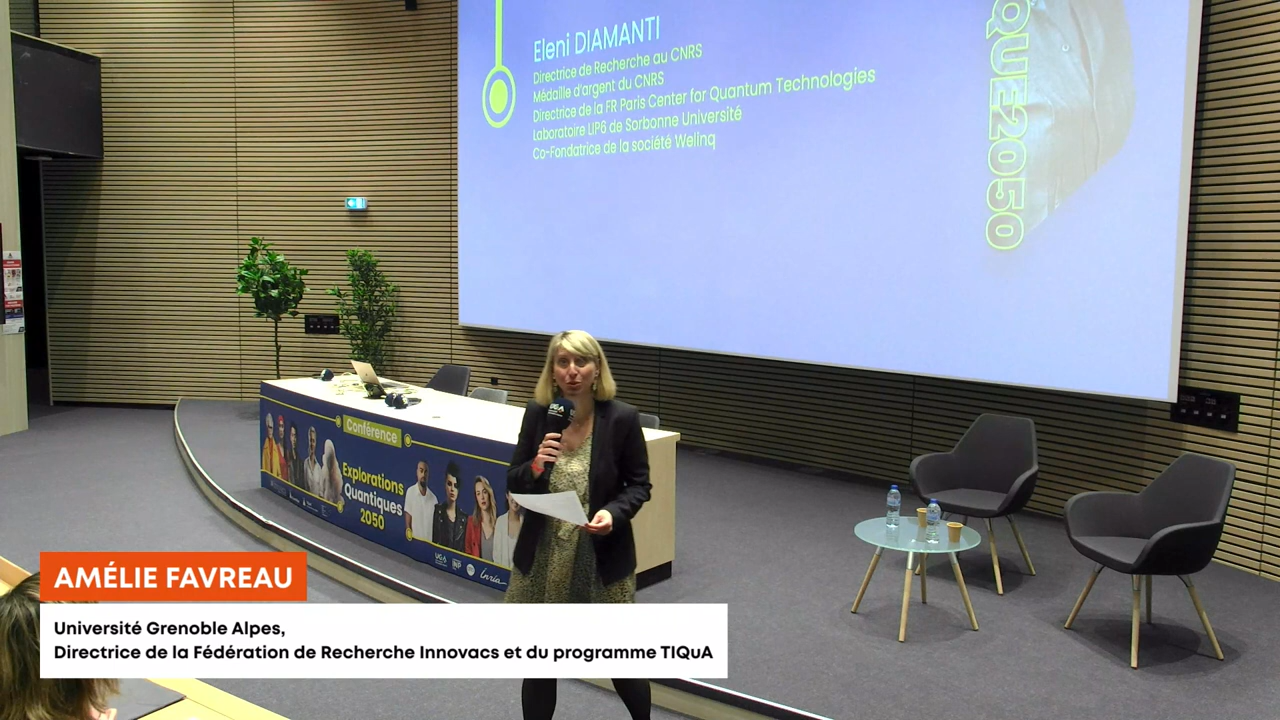 Eleni DIAMANTI
Directrice de Recherche au CNRS
Médaille d'argent du CNRS
Directrice de la FR Paris Center for Quantum Technologies
Laboratoire LIP6 de Sorbonne Université
Co-Fondatrice de la société Welinq
QUE2050
UGA
Conférence
Explorations
Quantiques
2050
UGA
INP
Inria
AMÉLIE FAVREAU
Université Grenoble Alpes,
Directrice de la Fédération de Recherche Innovacs et du programme TIQuA